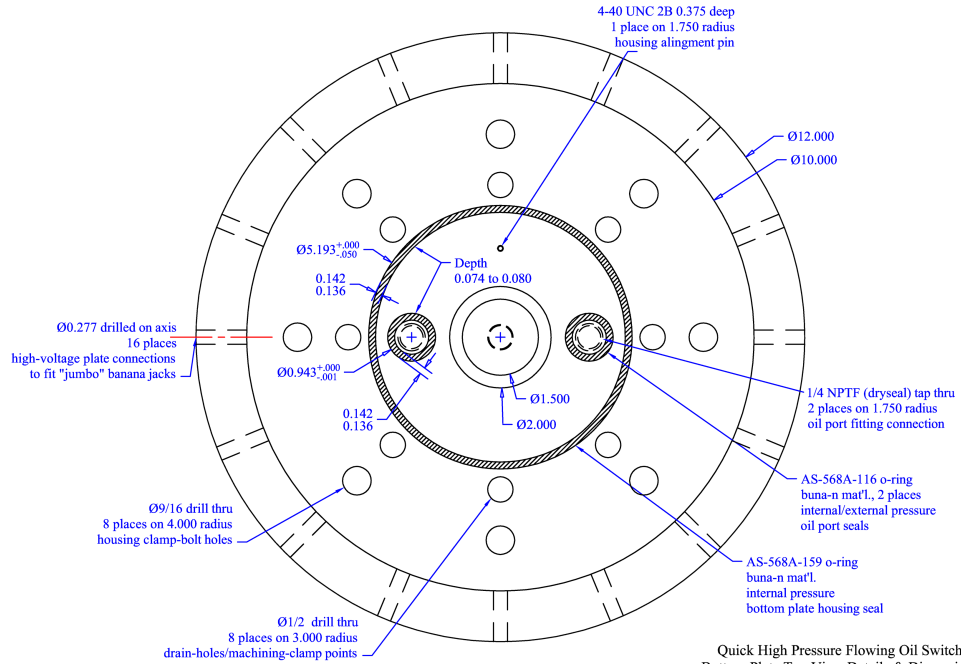 4-40 UNC 2B 0.375 deep
1 place on 1.750 radius
housing alingment pin
Ø12.000
Ø10.000
Ø5.193+.000
-.050
Depth
0.074 to 0.080
0.142
0.136
Ø0.277 drilled on axis
16 places
high-voltage plate connections
to fit "jumbo" banana jacks
Ø0.943+.000
-.001
0.142
0.136
Ø1.500
Ø2.000
1/4 NPTF (dryseal) tap thru
2 places on 1.750 radius
oil port fitting connection
AS-568A-116 o-ring
buna-n mat'l., 2 places
internal/external pressure
oil port seals
Ø9/16 drill thru
8 places on 4.000 radius
housing clamp-bolt holes
AS-568A-159 o-ring
buna-n mat'l.
internal pressure
bottom plate housing seal
Ø1/2 drill thru
8 places on 3.000 radius
drain-holes/machining-clamp points
Quick High Pressure Flowing Oil Switch